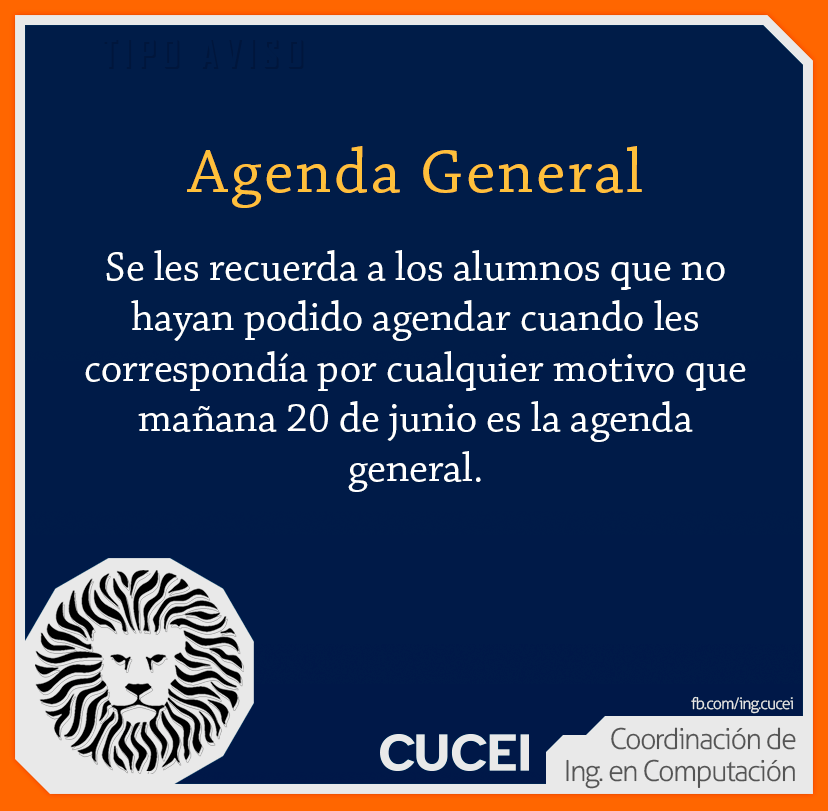 TIPO AVISO
Agenda General
Se les recuerda a los alumnos que no
hayan podido agendar cuando les
correspondía por cualquier motivo que
mañana 20 de junio es la agenda
general.
fb.com/ing.cucei
CUCEI
Coordinación de
Ing. en Computación